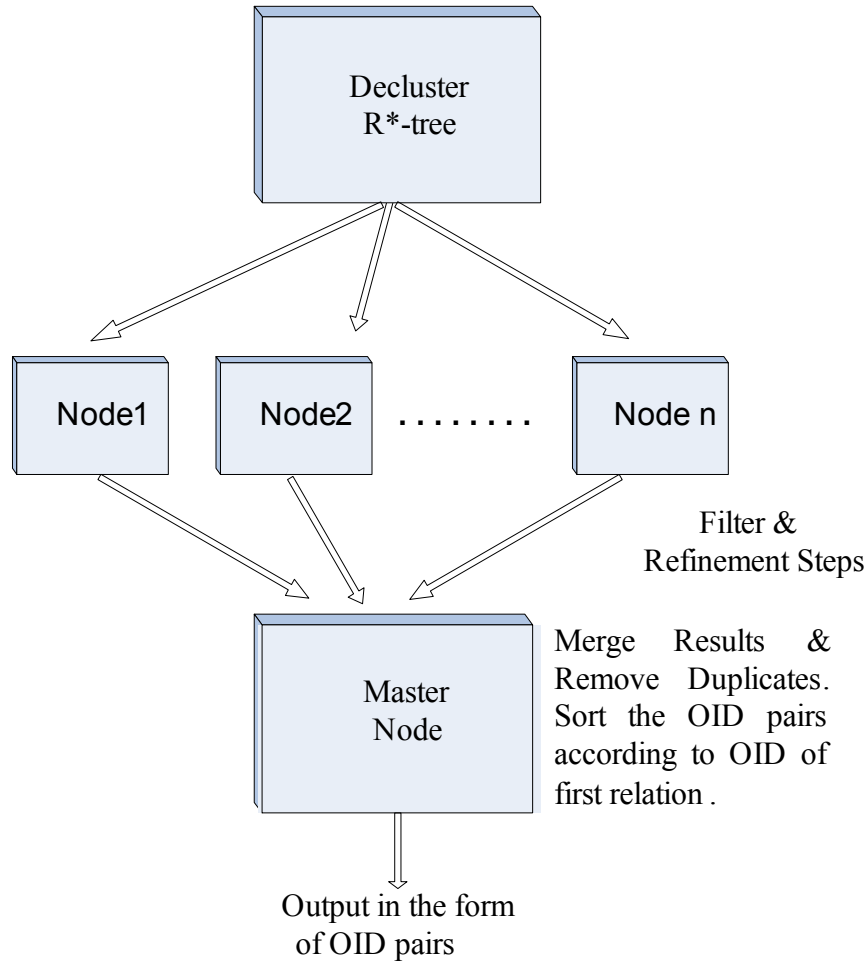 Decluster
R*-tree
Node1
Node2
. . . . . . . .
Node n
Filter &
Refinement Steps
Master
Node
Merge Results &
Remove Duplicates.
Sort the OID pairs
according to OID of
first relation .
Output in the form
of OID pairs